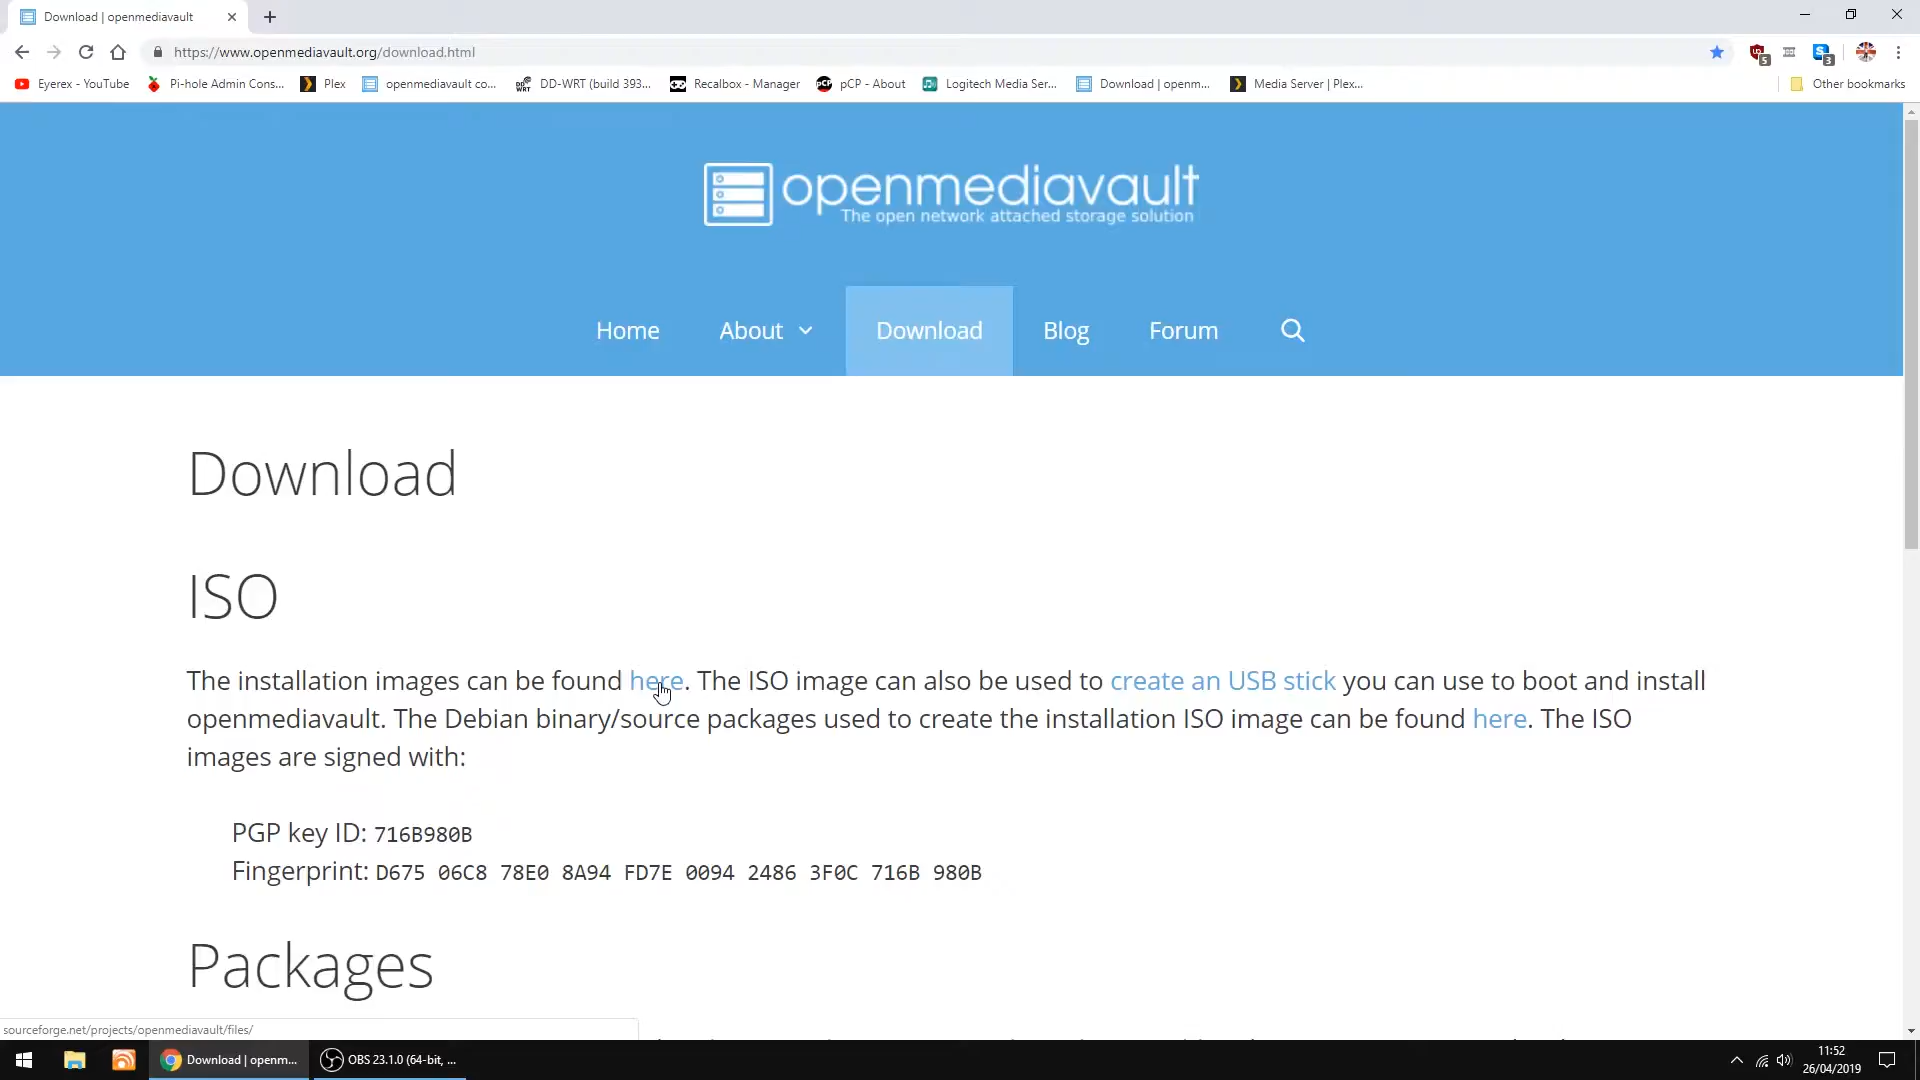 Download | openmediavault
https://www.openmediavault.org/download.html
5
3
Eyerex - YouTube
Pi-hole Admin Cons...
Plex
openmediavault co...
DD-WRT (build 393...
Recalbox - Manager
pCP - About
Logitech Media Ser...
Download | openm...
Media Server | Plex...
Other bookmarks
openmediavault
The open network attached storage solution
Home
About
Download
Blog
Forum
Download
ISO
The installation images can be found here. The ISO image can also be used to create an USB stick you can use to boot and install
openmediavault. The Debian binary/source packages used to create the installation ISO image can be found here. The ISO
images are signed with:
PGP key ID: 716B980B
Fingerprint: D675 06C8 78E0 8A94 FD7E 0094 2486 3F0C 716B 980B
Packages
sourceforge.net/projects/openmediavault/files/
Download | openm...
OBS 23.1.0 (64-bit, ...
11:52
26/04/2019